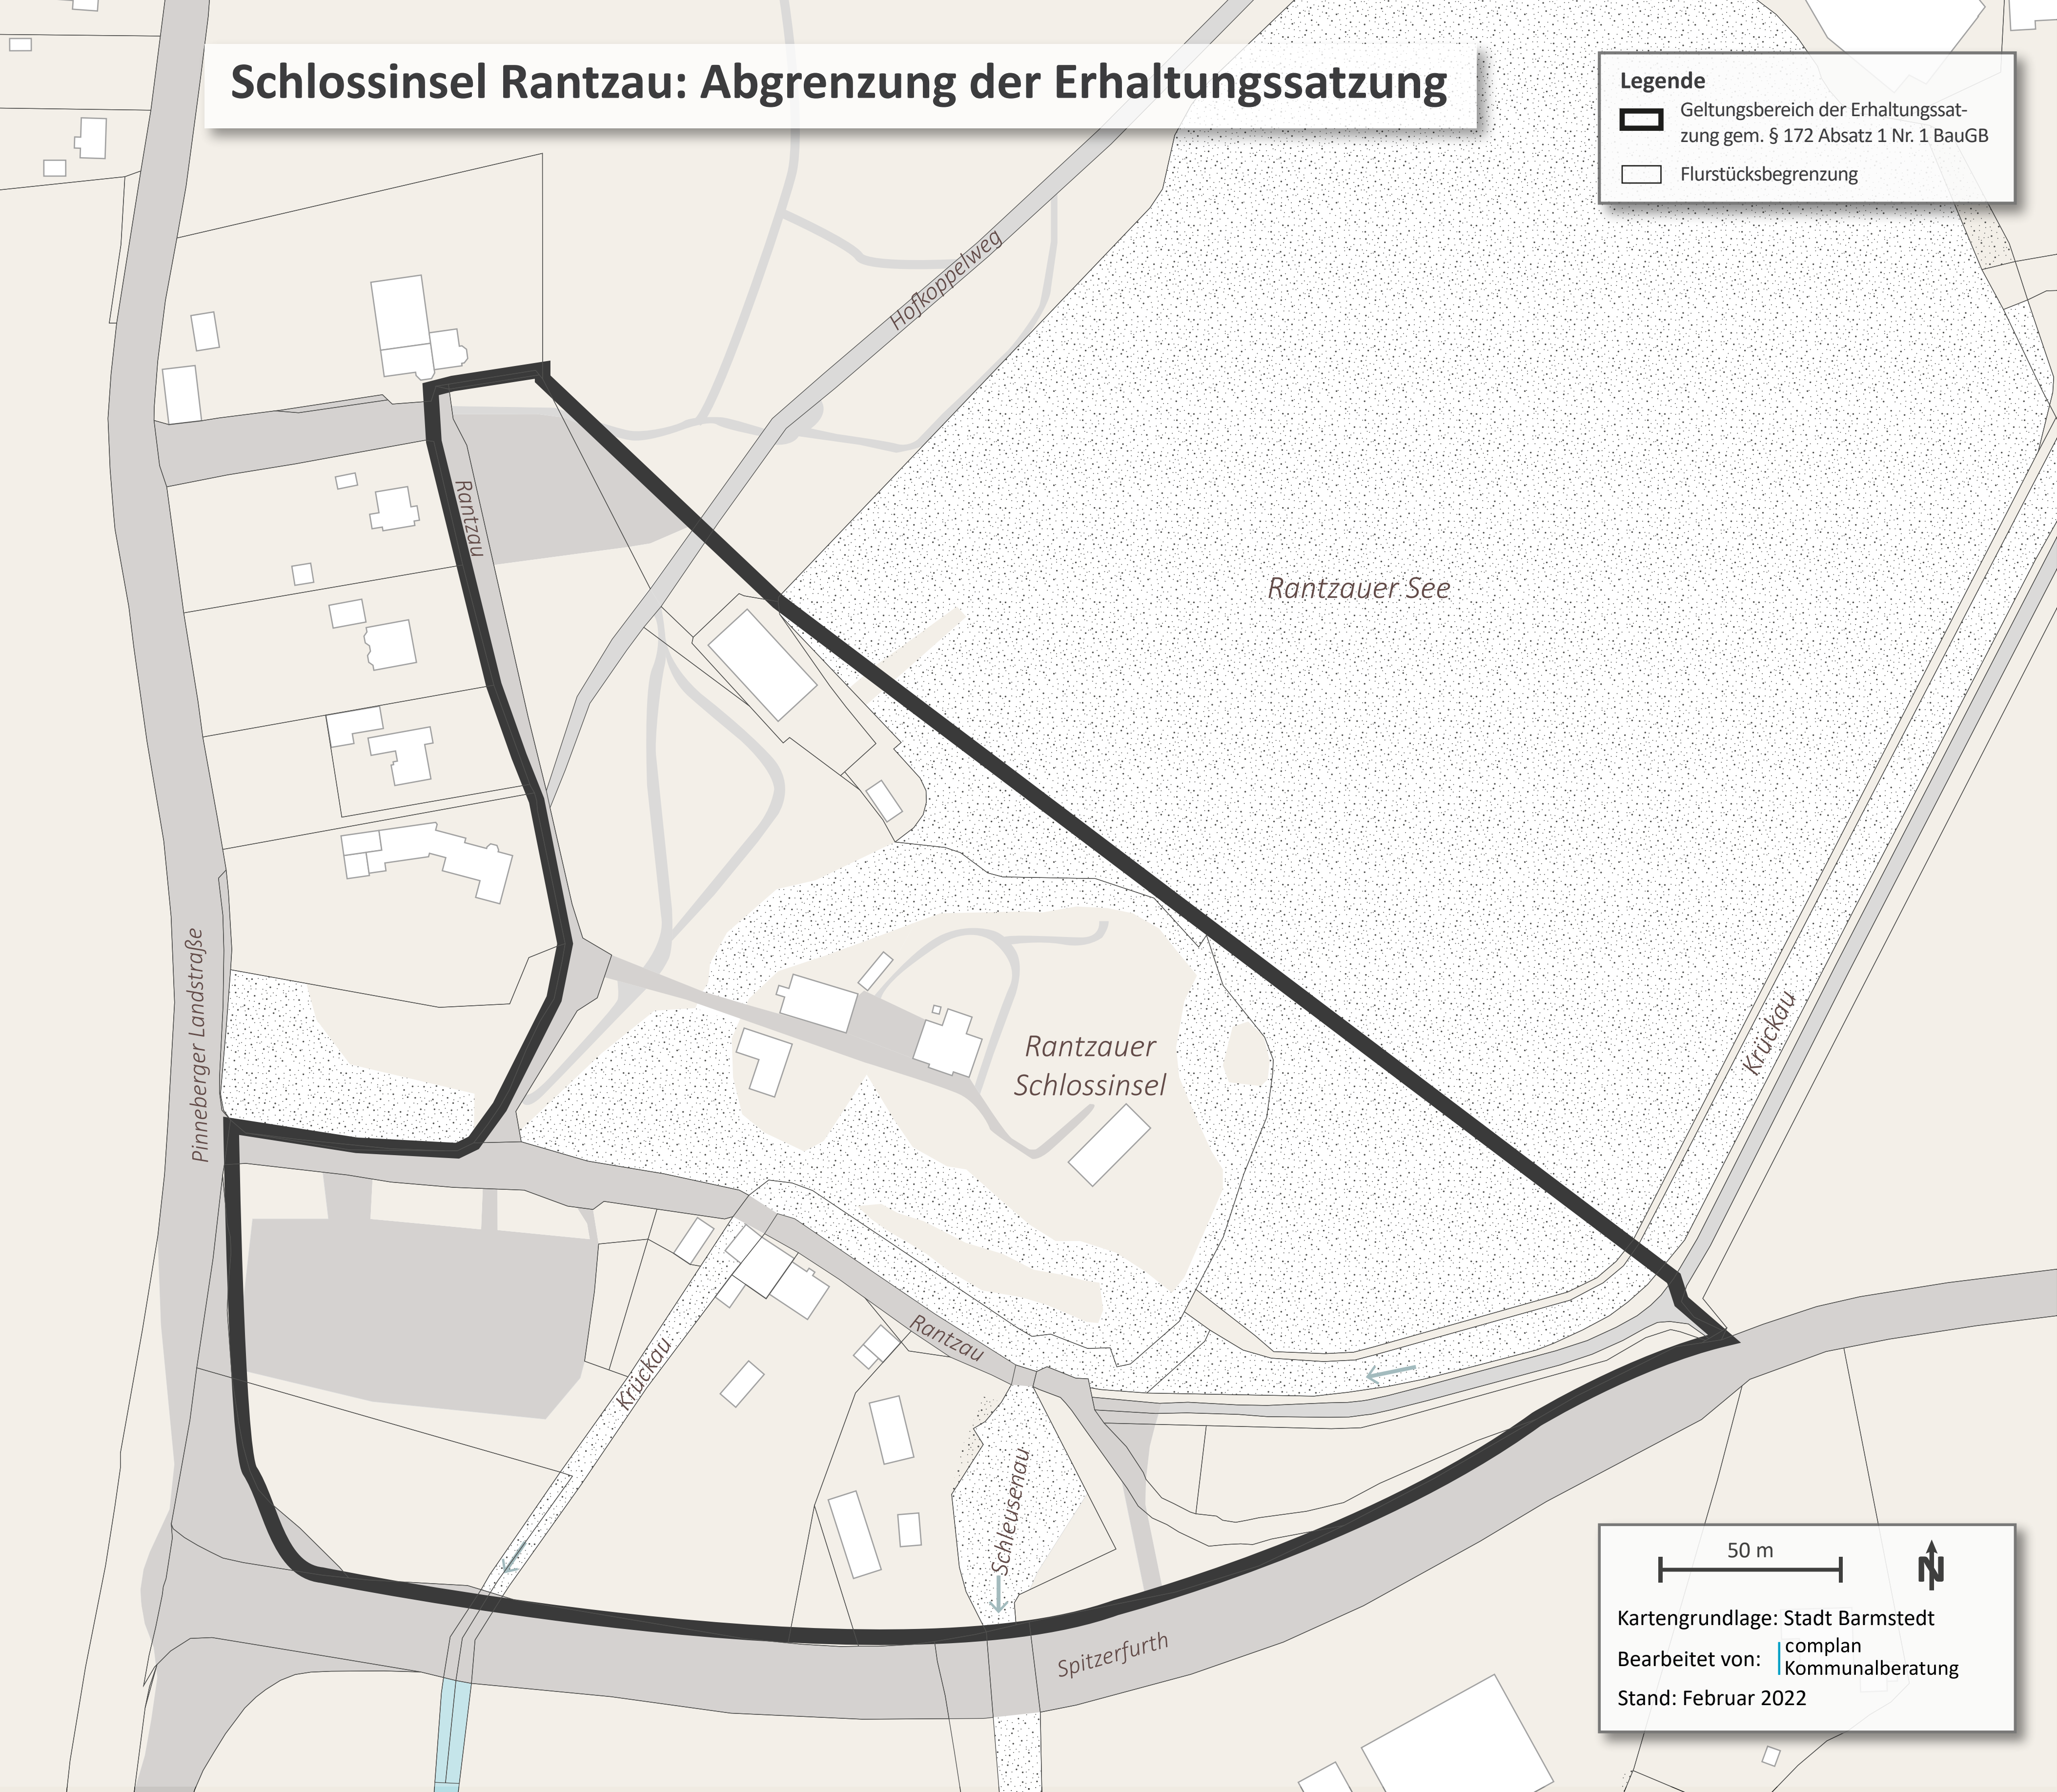 Schlossinsel Rantzau: Abgrenzung der Erhaltungssatzung
Legende
Geltungsbereich der Erhaltungssat-
zung gem. § 172 Absatz 1 Nr. 1 BauGB
Flurstücksbegrenzung
Hofkoppelweg
Rantzau
Rantzauer See
Pinneberger Landstraße
Krückau
Rantzauer
Schlossinsel
Rantzau
Krückau
Schleusenau
Spitzerfurth
50 m
N
Kartengrundlage: Stadt Barmstedt
Bearbeitet von: complan
Kommunalberatung
Stand: Februar 2022